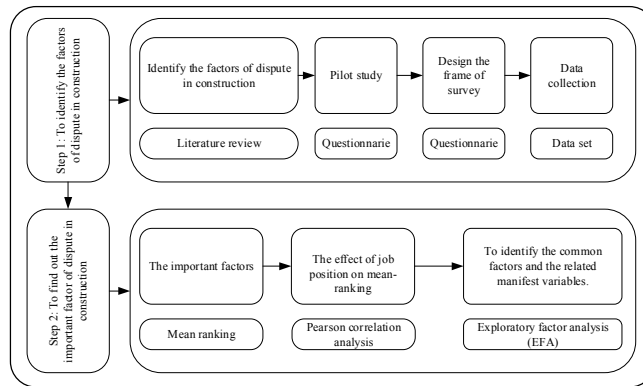 Step 1: To identify the factors
of dispute in construction
Identify the factors of dispute
in construction
Pilot study
Design the
frame of
survey
Data
collection
Literature review
Questionnarie
Questionnarie
Data set
Step 2: To find out the
important factor of dispute in
construction
The important factors
The effect of job
position on mean-
ranking
To identify the common
factors and the related
manifest variables.
Mean ranking
Pearson correlation
analysis
Exploratory factor analysis
(EFA)